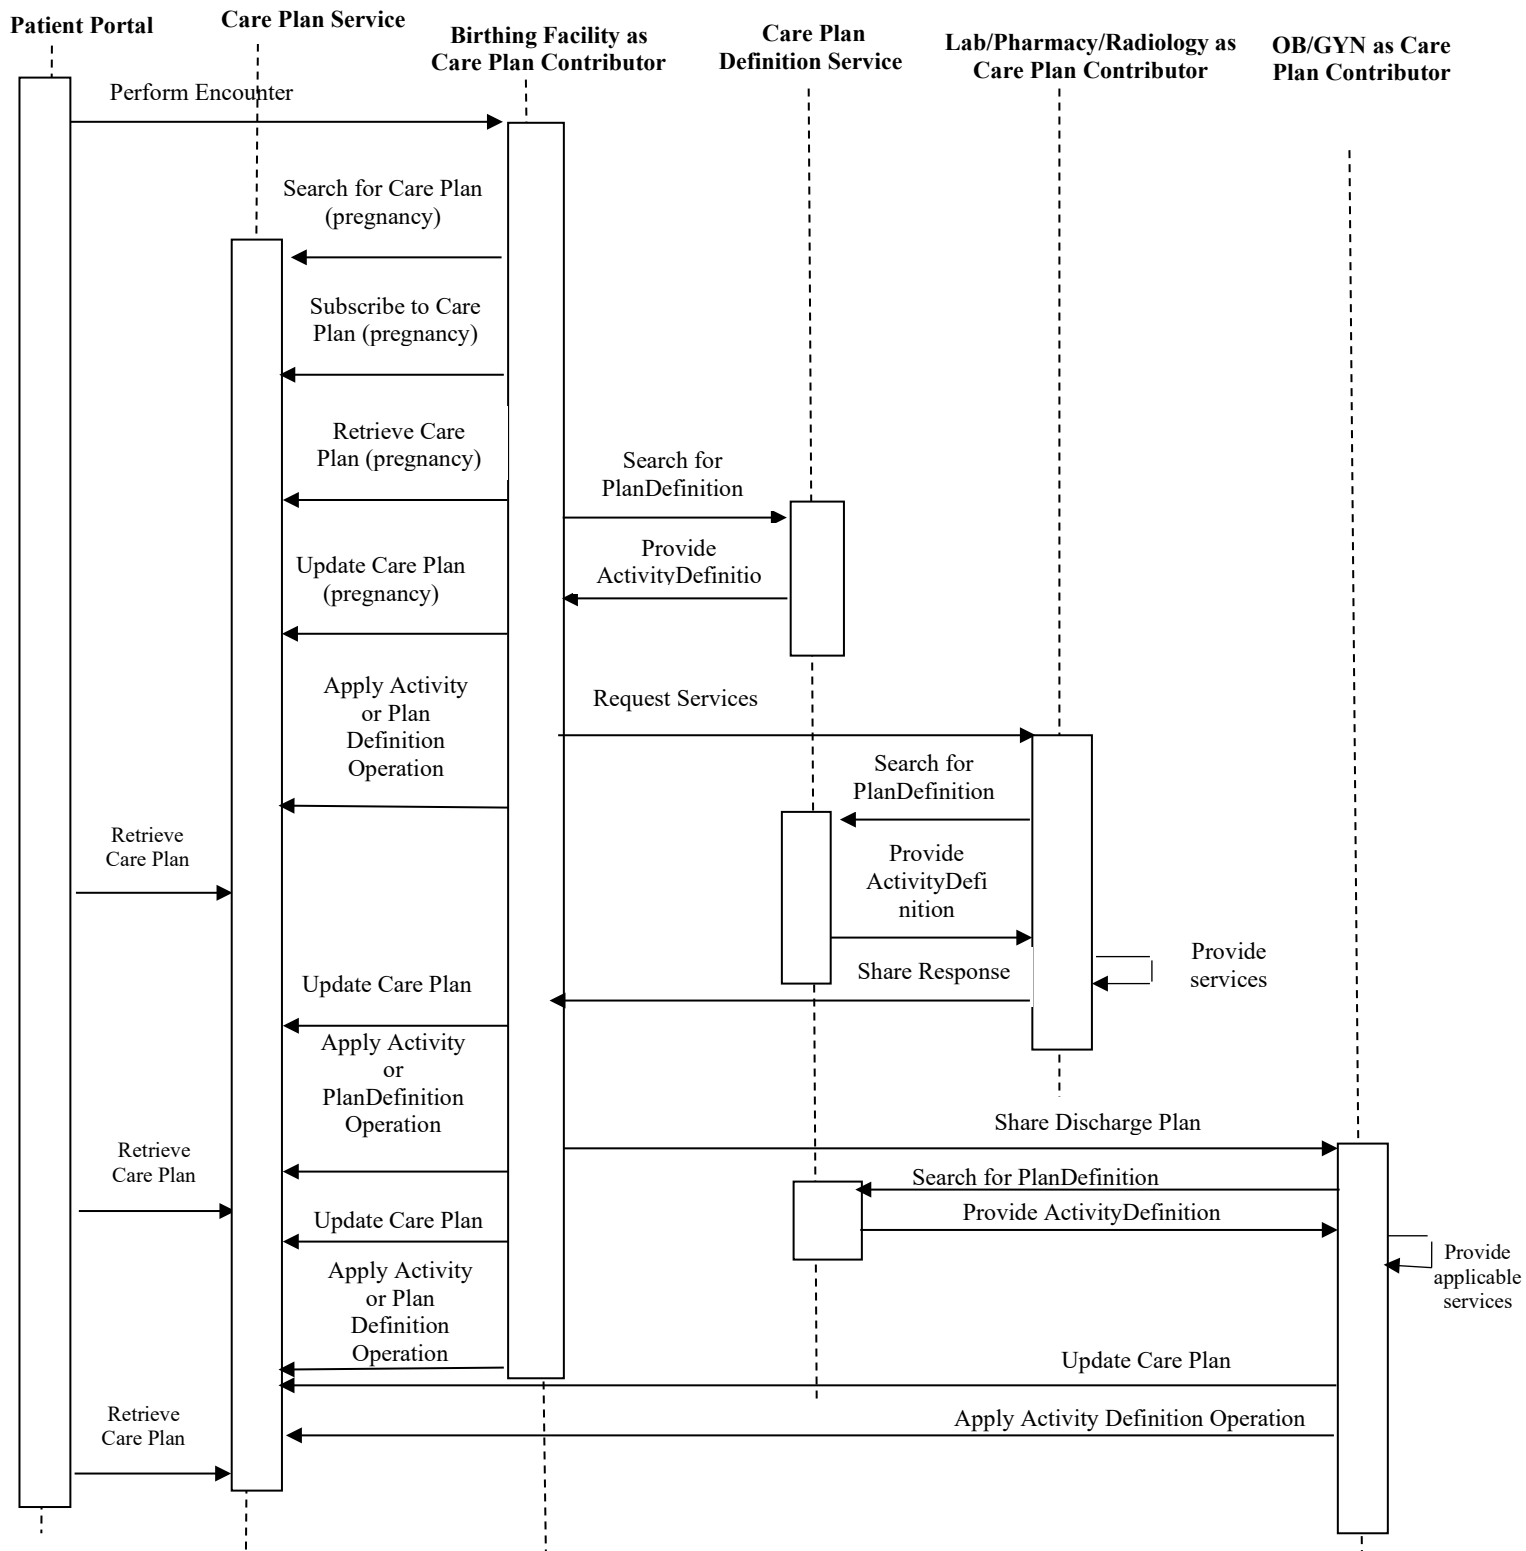 Patient Portal
Care Plan Service
Birthing Facility as
Care Plan Contributor
Care Plan
Definition Service
Lab/Pharmacy/Radiology as
Care Plan Contributor
OB/GYN as Care
Plan Contributor
Perform Encounter
Search for Care Plan
(pregnancy)
Subscribe to Care
Plan (pregnancy)
Retrieve Care
Plan (pregnancy)
Search for
PlanDefinition
Provide
ActivityDefinitio
Update Care Plan
(pregnancy)
Apply Activity
or Plan
Definition
Operation
Request Services
Search for
PlanDefinition
Retrieve
Care Plan
Provide
ActivityDefi
nition
Provide
services
Share Response
Update Care Plan
Apply Activity
or
PlanDefinition
Operation
Share Discharge Plan
Retrieve
Care Plan
Search for PlanDefinition
Provide ActivityDefinition
Update Care Plan
Provide
applicable
services
Apply Activity
or Plan
Definition
Operation
Update Care Plan
Retrieve
Care Plan
Apply Activity Definition Operation